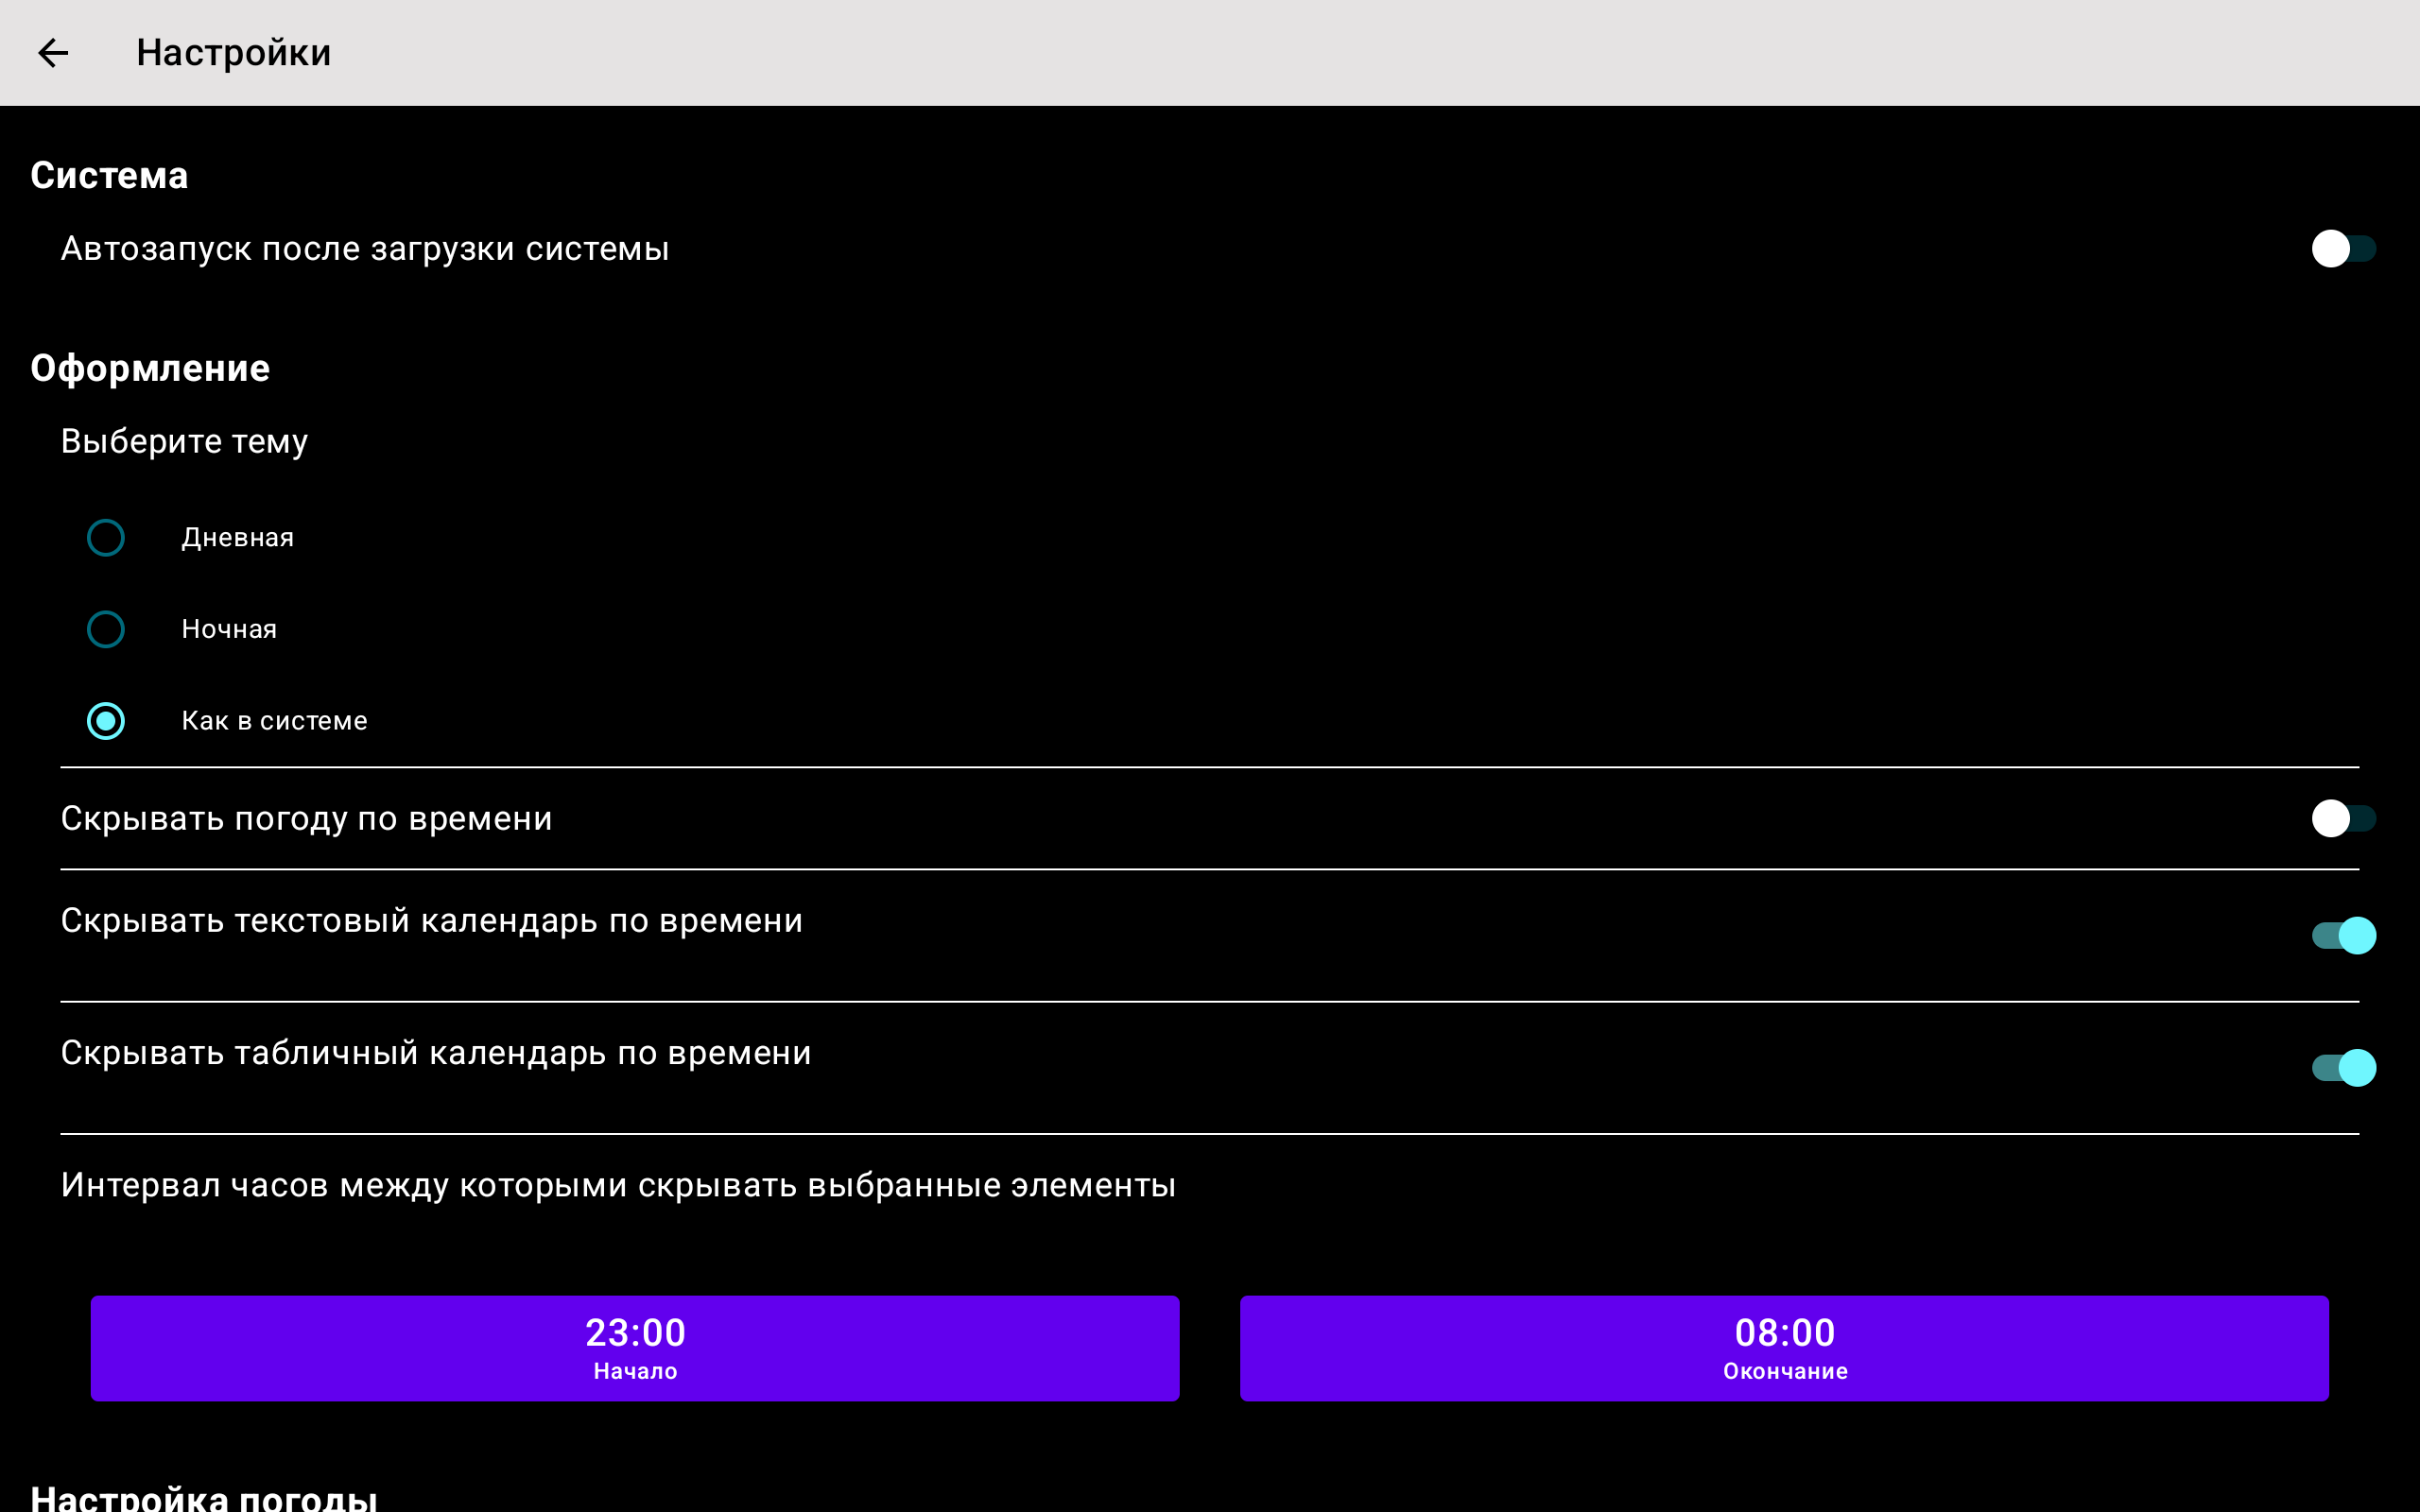 Настройки
Система
Автозапуск после загрузки системы
Оформление
Выберите тему
Дневная
Ночная
Как в системе
Скрывать погоду по времени
Скрывать текстовый календарь по времени
Скрывать табличный календарь по времени
Интервал часов между которыми скрывать выбранные элементы
23:00
Начало
08:00
Окончание
Настройка погоды